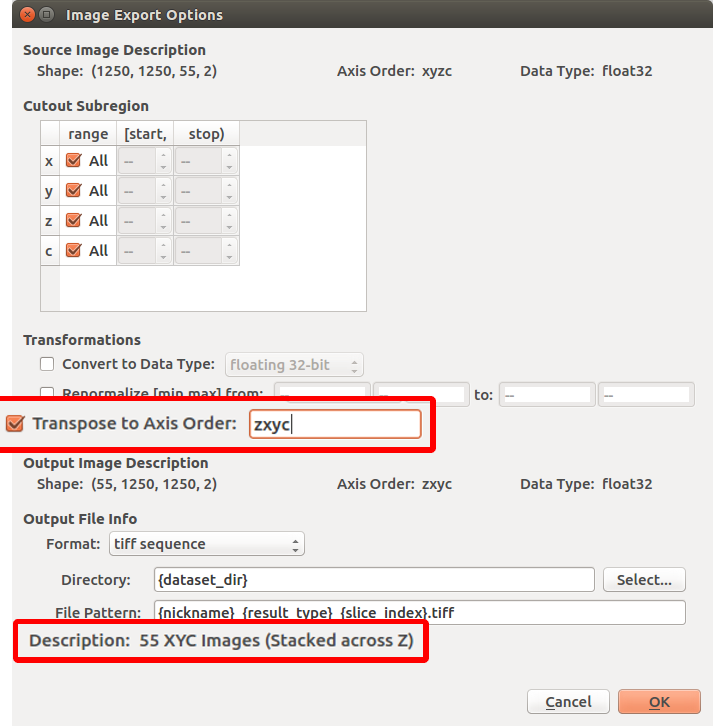 Image Export Options
Source Image Description
Shape: (1250, 1250, 55, 2) Axis Order: xyzc Data Type: float32
Cutout Subregion
range [start, stop)
x All -- --
y All -- --
z All -- --
c All -- --
Transformations
Convert to Data Type: floating 32-bit
Renormalize [min,max] from: -- -- to: -- --
Transpose to Axis Order: zxyc
Output Image Description
Shape: (55, 1250, 1250, 2) Axis Order: zxyc Data Type: float32
Output File Info
Format: tiff sequence
Directory: {dataset_dir} Select...
File Pattern: {nickname}_{result_type}_{slice_index}.tiff
Description: 55 XYC Images (Stacked across Z)
Cancel OK